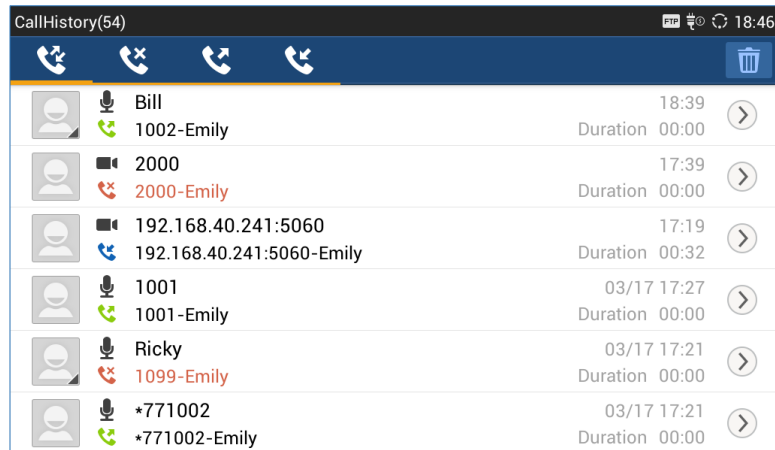 CallHistory(54) FTP 18:46
Bill 18:39
1002-Emily Duration 00:00
2000 17:39
2000-Emily Duration 00:00
192.168.40.241:5060 17:19
192.168.40.241:5060-Emily Duration 00:32
1001 03/17 17:27
1001-Emily Duration 00:00
Ricky 03/17 17:21
1099-Emily Duration 00:00
*771002 03/17 17:21
*771002-Emily Duration 00:00